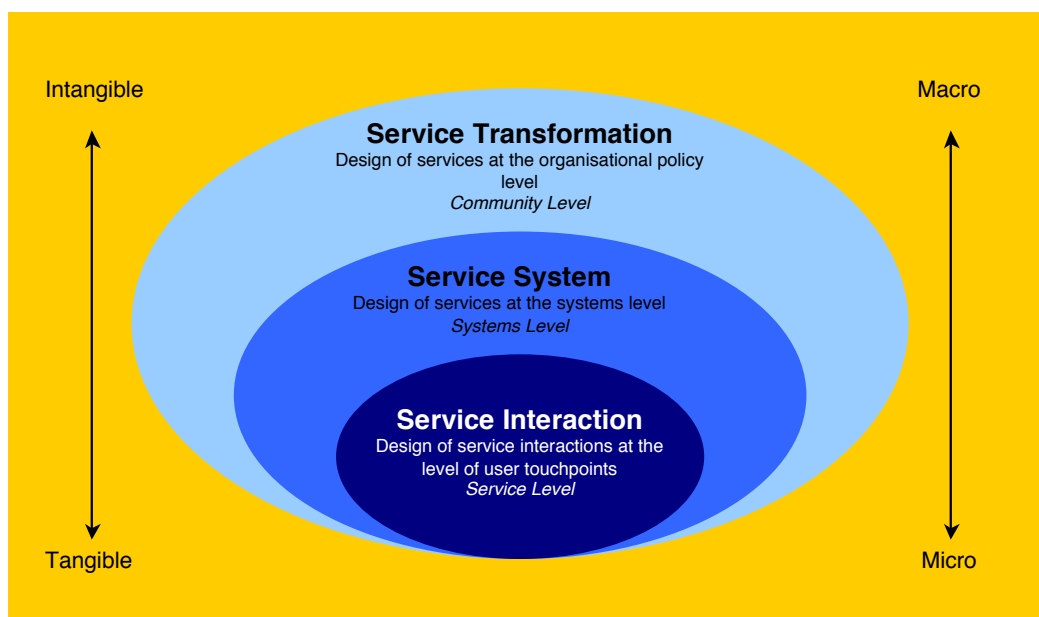 Intangible
Macro
Service Transformation
Design of services at the organisational policy
level
Community Level
Service System
Design of services at the systems level
Systems Level
Service Interaction
Design of service interactions at the
level of user touchpoints
Service Level
Tangible
Micro